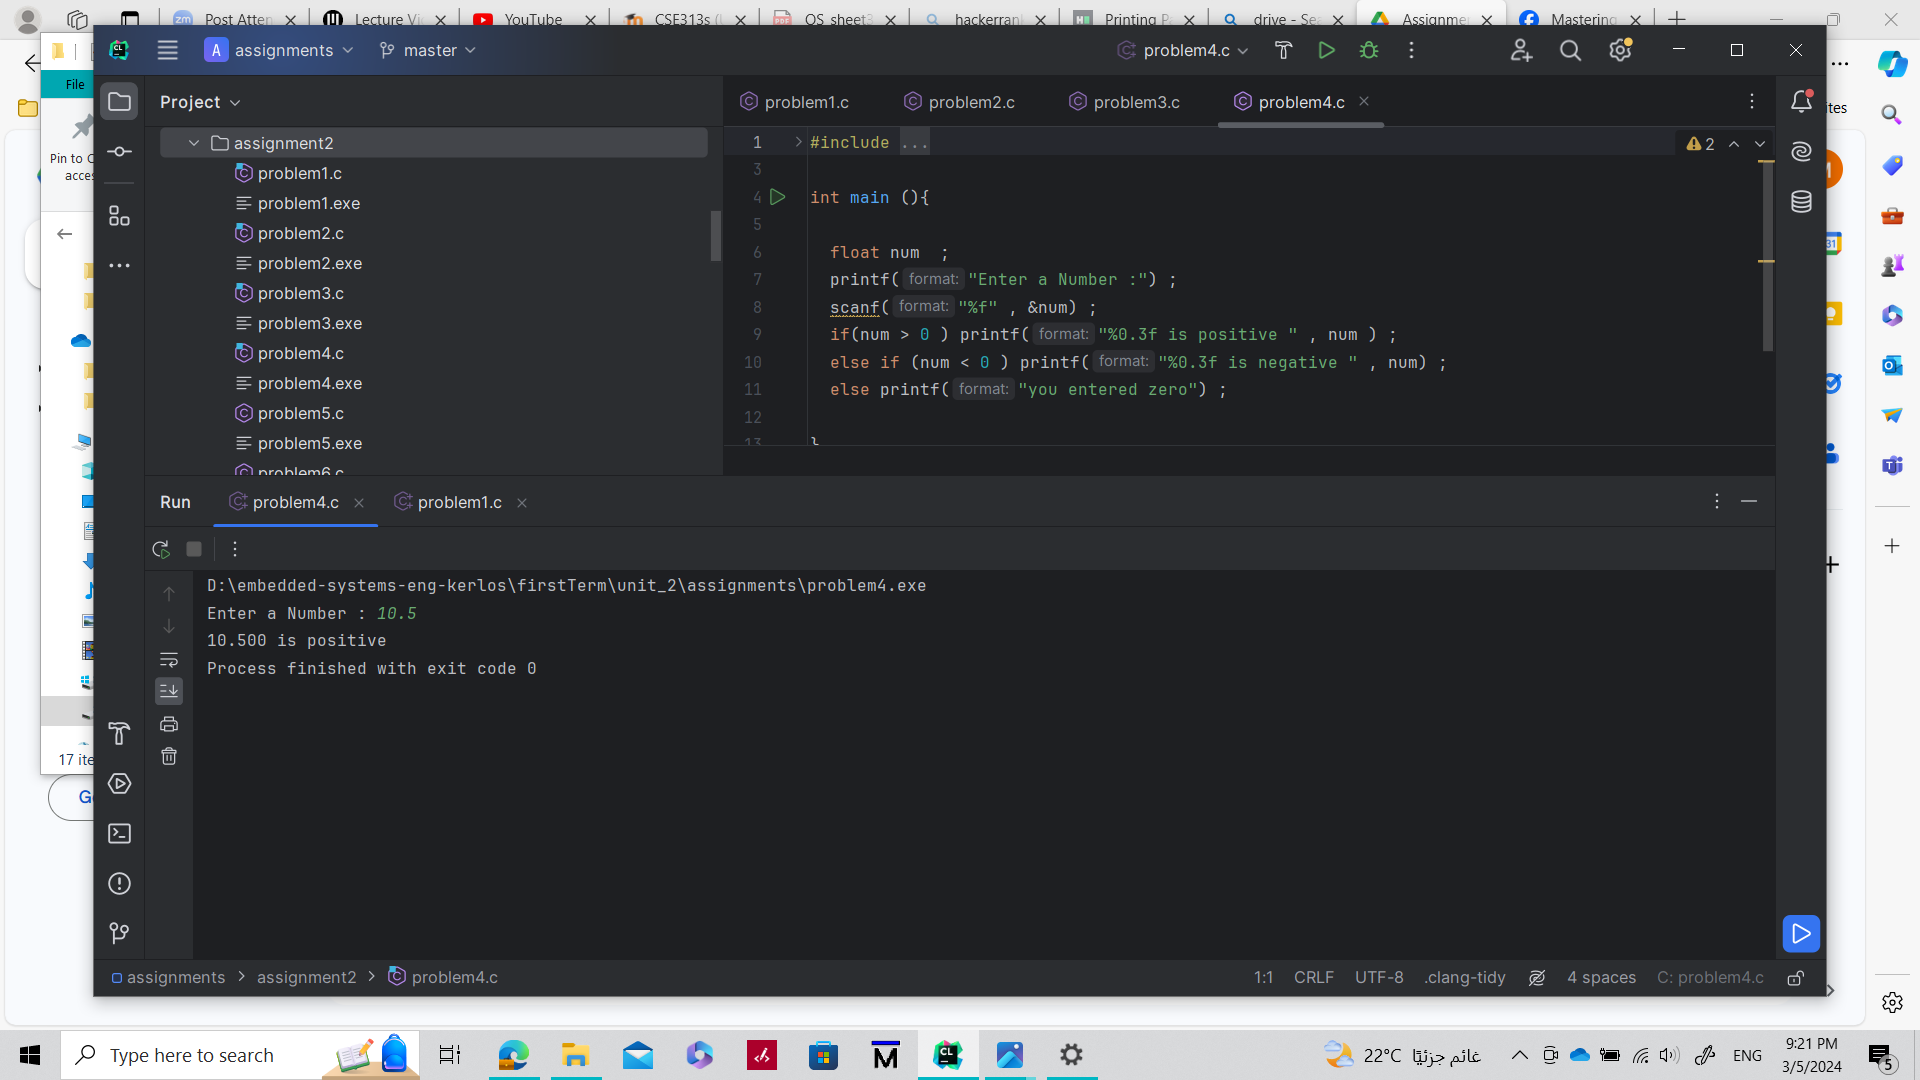 Post Atten
Lecture Vi
YouTube
CSE313s (U
OS_sheet3
hackerran
Printing Pa
drive - Sea
Assignmen
Mastering
assignments
master
problem4.c
File
Pin to
acces
17 ite
Project
assignment2
problem1.c
problem1.exe
problem2.c
problem2.exe
problem3.c
problem3.exe
problem4.c
problem4.exe
problem5.c
problem5.exe
problem6.c
problem1.c
problem2.c
problem3.c
problem4.c
2
1 #include ...
3
4 int main (){
5
6 float num  ;
7 printf( format: "Enter a Number :") ;
8 scanf( format: "%f" , &num) ;
9 if(num > 0 ) printf( format: "%0.3f is positive " , num ) ;
10 else if (num < 0 ) printf( format: "%0.3f is negative " , num) ;
11 else printf( format: "you entered zero") ;
12
13 }
Run
problem4.c
problem1.c
D:\embedded-systems-eng-kerlos\firstTerm\unit_2\assignments\problem4.exe
Enter a Number : 10.5
10.500 is positive
Process finished with exit code 0
assignments > assignment2 > problem4.c
1:1
CRLF
UTF-8
.clang-tidy
4 spaces
C: problem4.c
Type here to search
22°C
غائم جزئيًا
ENG
9:21 PM
3/5/2024
5